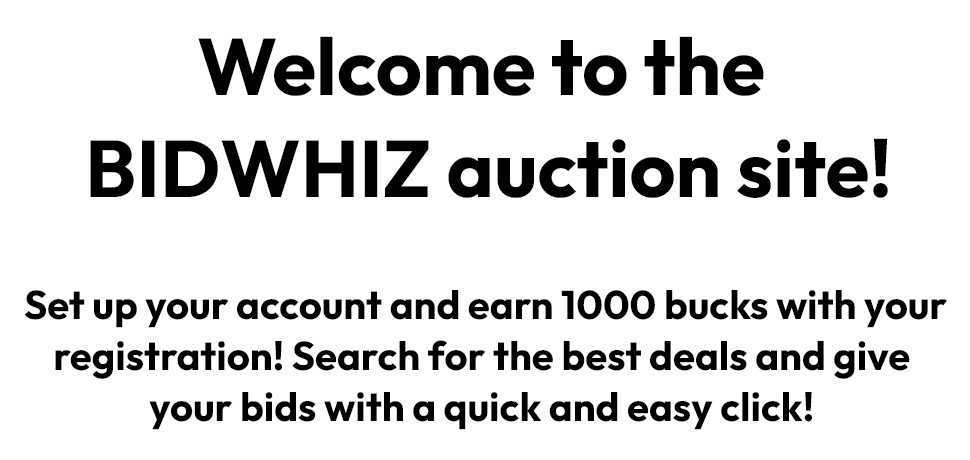 Welcome to the
BIDWHIZ auction site!
Set up your account and earn 1000 bucks with your
registration! Search for the best deals and give
your bids with a quick and easy click!